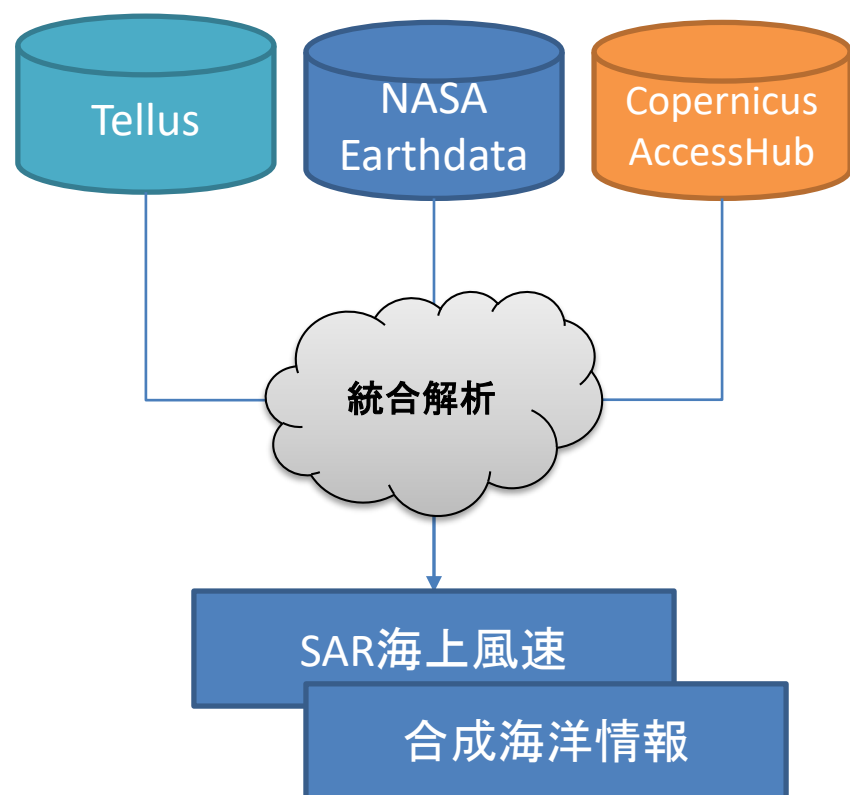 Tellus
NASA
Earthdata
Copernicus
AccessHub
統合解析
SAR海上風速
合成海洋情報